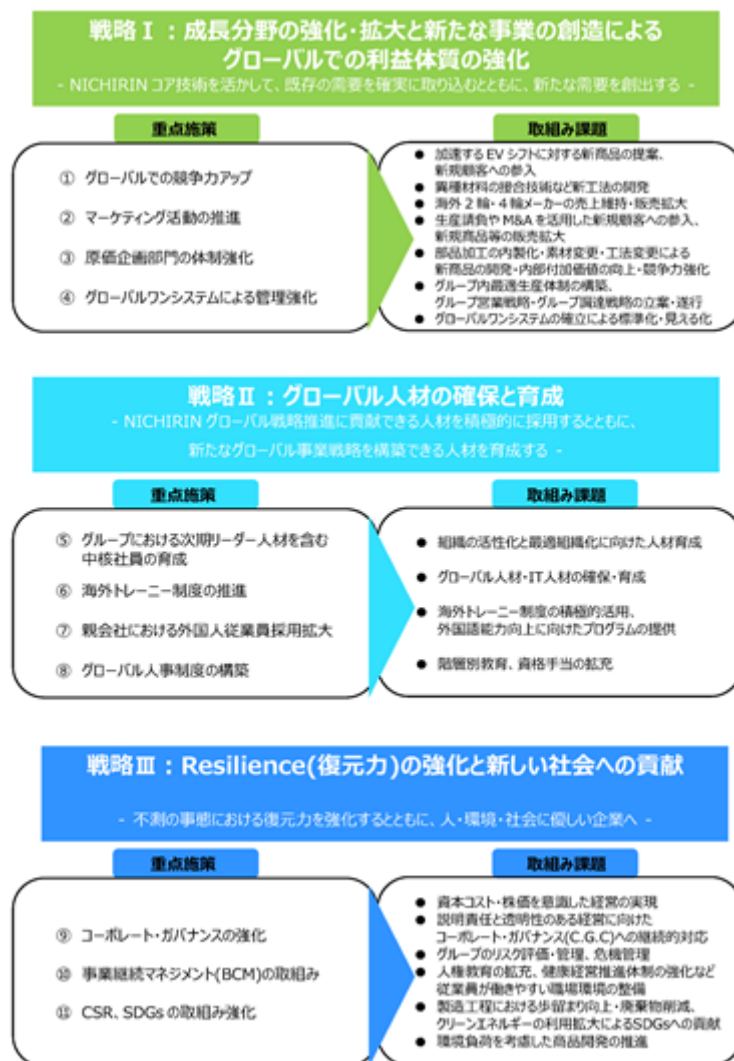 戦略Ⅰ：成長分野の強化･拡大と新たな事業の創造による
グローバルでの利益体質の強化
- NICHIRIN コア技術を活かして、既存の需要を確実に取り込むとともに、新たな需要を創出する -
重点施策
① グローバルでの競争力アップ
② マーケティング活動の推進
③ 原価企画部門の体制強化
④ グローバルワンシステムによる管理強化
取組み課題
● 加速する EV シフトに対する新商品の提案、
新規顧客への参入
● 異種材料の接合技術など新工法の開発
● 海外 2 輪･4 輪メーカーの売上維持･販売拡大
● 生産請負や M&A を活用した新規顧客への参入、
新規商品等の販売拡大
● 部品加工の内製化･素材変更･工法変更による
新商品の開発･内部付加価値の向上･競争力強化
● グループ内最適生産体制の構築、
グループ営業戦略･グループ調達戦略の立案･遂行
● グローバルワンシステムの確立による標準化･見える化
戦略Ⅱ：グローバル人材の確保と育成
- NICHIRIN グローバル戦略推進に貢献できる人材を積極的に採用するとともに、
新たなグローバル事業戦略を構築できる人材を育成する -
重点施策
⑤ グループにおける次期リーダー人材を含む
中核社員の育成
⑥ 海外トレーニー制度の推進
⑦ 親会社における外国人従業員採用拡大
⑧ グローバル人事制度の構築
取組み課題
● 組織の活性化と最適組織化に向けた人材育成
● グローバル人材･IT人材の確保･育成
● 海外トレーニー制度の積極的活用、
外国語能力向上に向けたプログラムの提供
● 階層別教育、資格手当の拡充
戦略Ⅲ：Resilience(復元力)の強化と新しい社会への貢献
- 不測の事態における復元力を強化するとともに、人･環境･社会に優しい企業へ -
重点施策
⑨ コーポレート･ガバナンスの強化
⑩ 事業継続マネジメント(BCM)の取組み
⑪ CSR、SDGs の取組み強化
取組み課題
● 資本コスト･株価を意識した経営の実現
● 説明責任と透明性のある経営に向けた
コーポレート･ガバナンス(C.G.C)への継続的対応
● グループのリスク評価･管理、危機管理
● 人権教育の拡充、健康経営推進体制の強化など
従業員が働きやすい職場環境の整備
● 製造工程における歩留まり向上･廃棄物削減、
クリーンエネルギーの利用拡大によるSDGsへの貢献
● 環境負荷を考慮した商品開発の推進